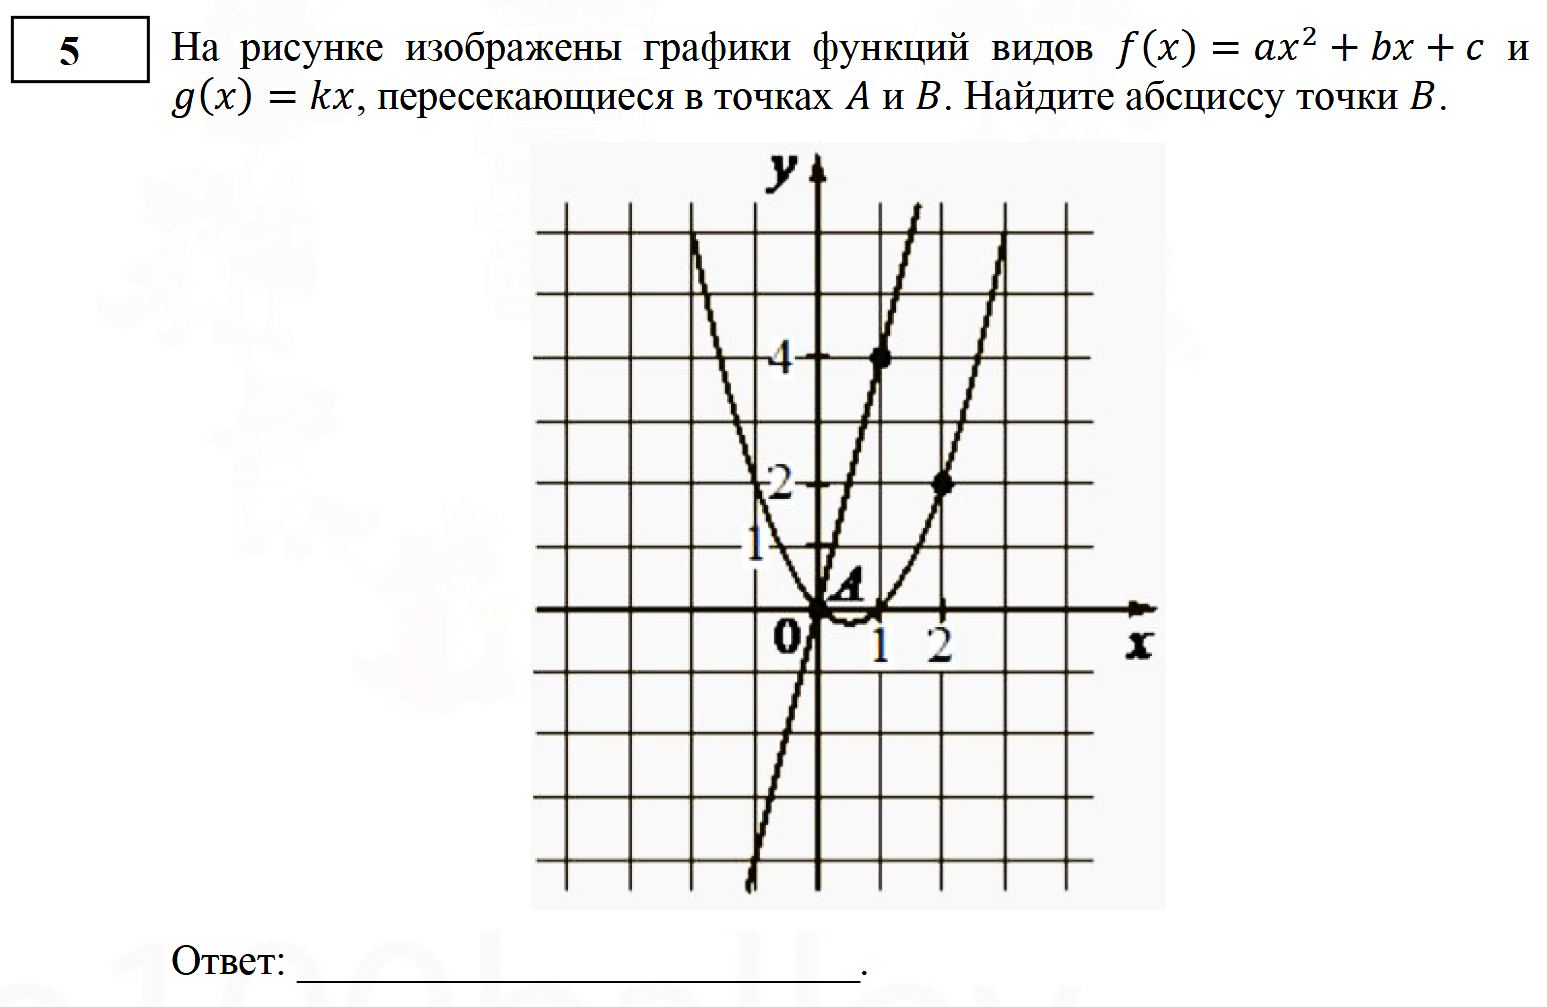 5
На рисунке изображены графики функций видов f(x) = ax² + bx + c и
g(x) = kx, пересекающиеся в точках A и B. Найдите абсциссу точки B.
y
4
2
1
A
0
1
2
x
Ответ: ____________________.